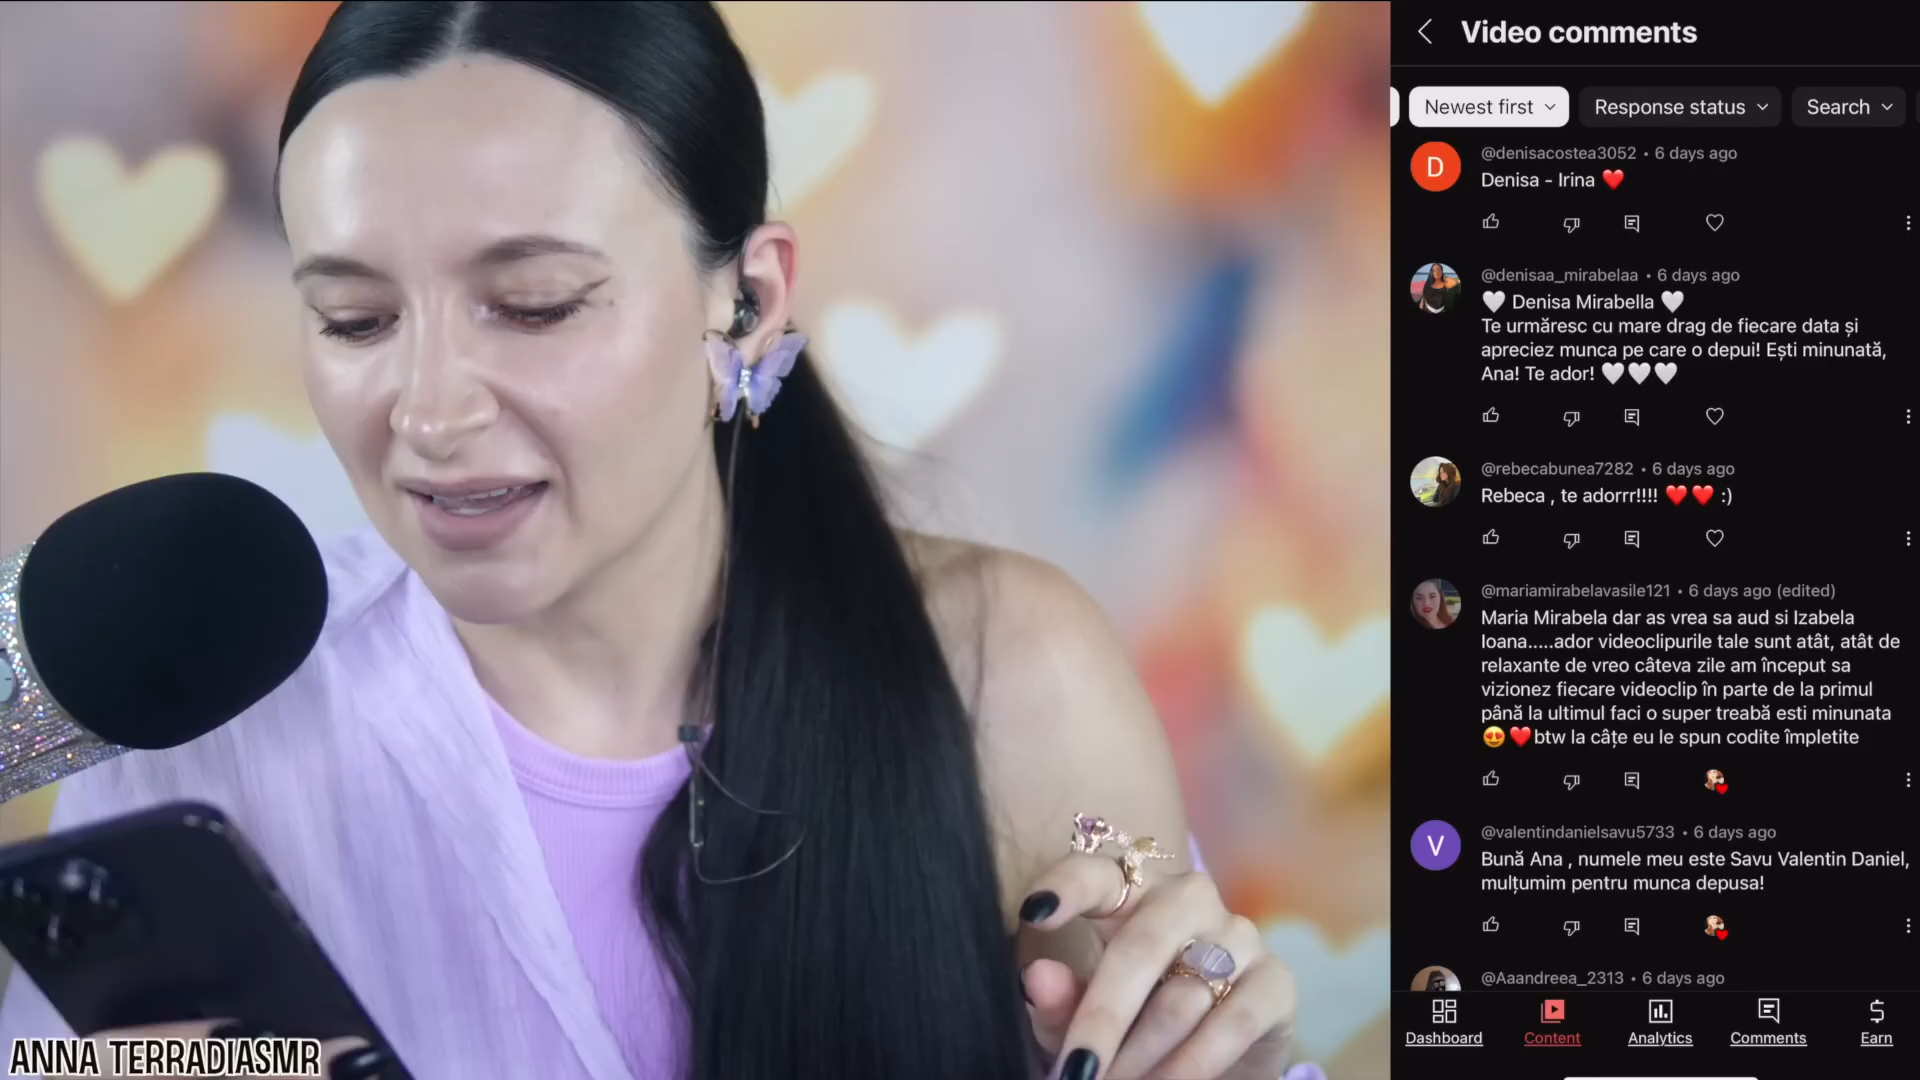 Video comments
Newest first
Response status
Search
@denisacostea3052 • 6 days ago
Denisa - Irina ❤️
@denisaa_mirabelaa • 6 days ago
🤍 Denisa Mirabella 🤍
Te urmăresc cu mare drag de fiecare data și
apreciez munca pe care o depui! Ești minunată,
Ana! Te ador! 🤍🤍🤍
@rebecabunea7282 • 6 days ago
Rebeca , te adorrr!!!! ❤️❤️ :)
@mariamirabelavasile121 • 6 days ago (edited)
Maria Mirabela dar as vrea sa aud si Izabela
Ioana.....ador videoclipurile tale sunt atât, atât de
relaxante de vreo câteva zile am început sa
vizionez fiecare videoclip în parte de la primul
până la ultimul faci o super treabă esti minunata
😍❤️btw la câțe eu le spun codite împletite
@valentindanielsavu5733 • 6 days ago
Bună Ana , numele meu este Savu Valentin Daniel,
mulțumim pentru munca depusa!
@Aaandreea_2313 • 6 days ago
Dashboard
Content
Analytics
Comments
Earn
D
V
ANNA TERRADIASMR